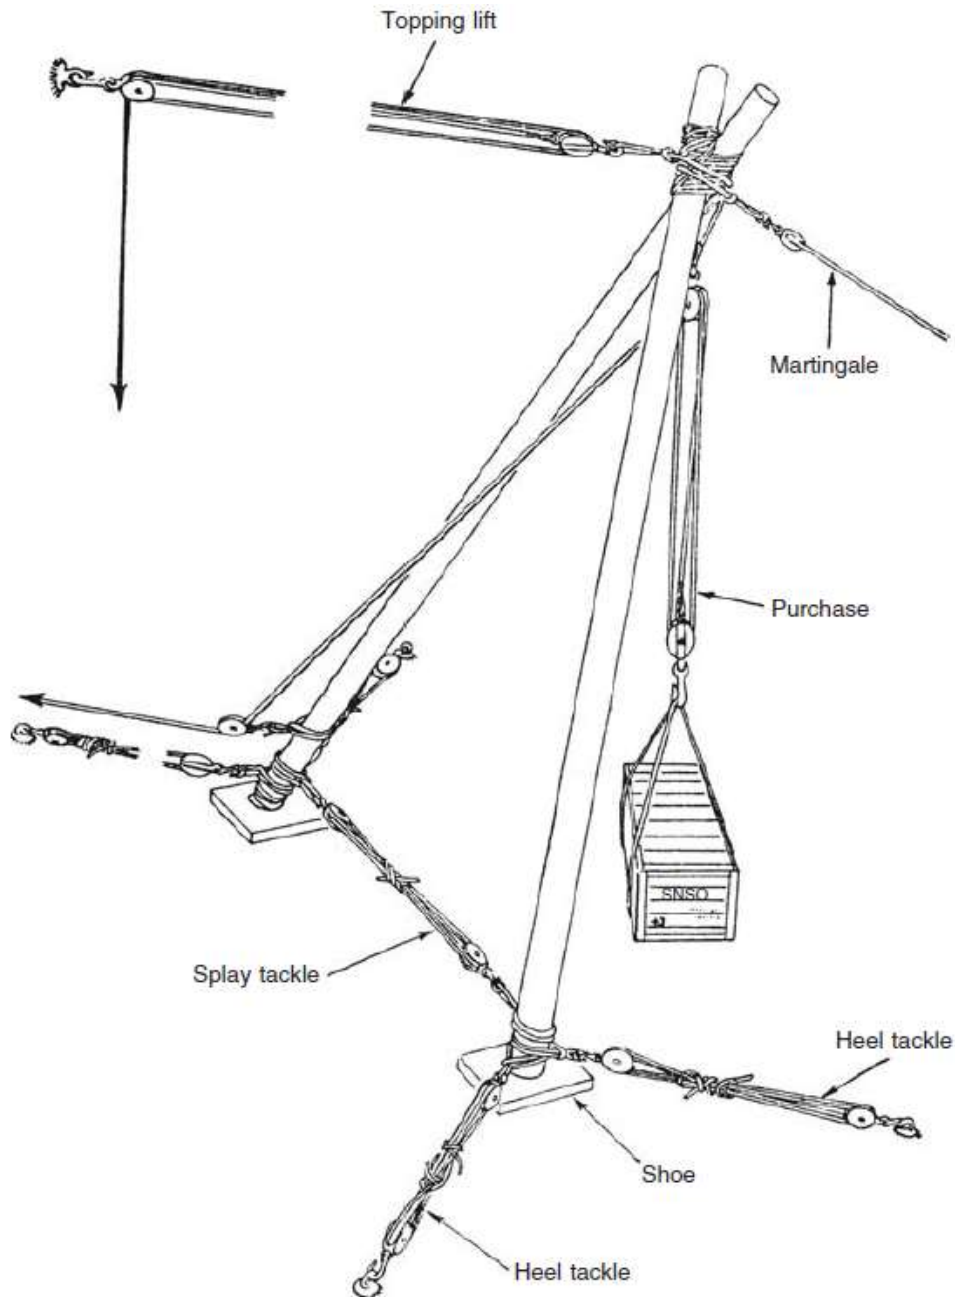 Topping lift
Martingale
Purchase
SNSO
Splay tackle
Heel tackle
Shoe
Heel tackle